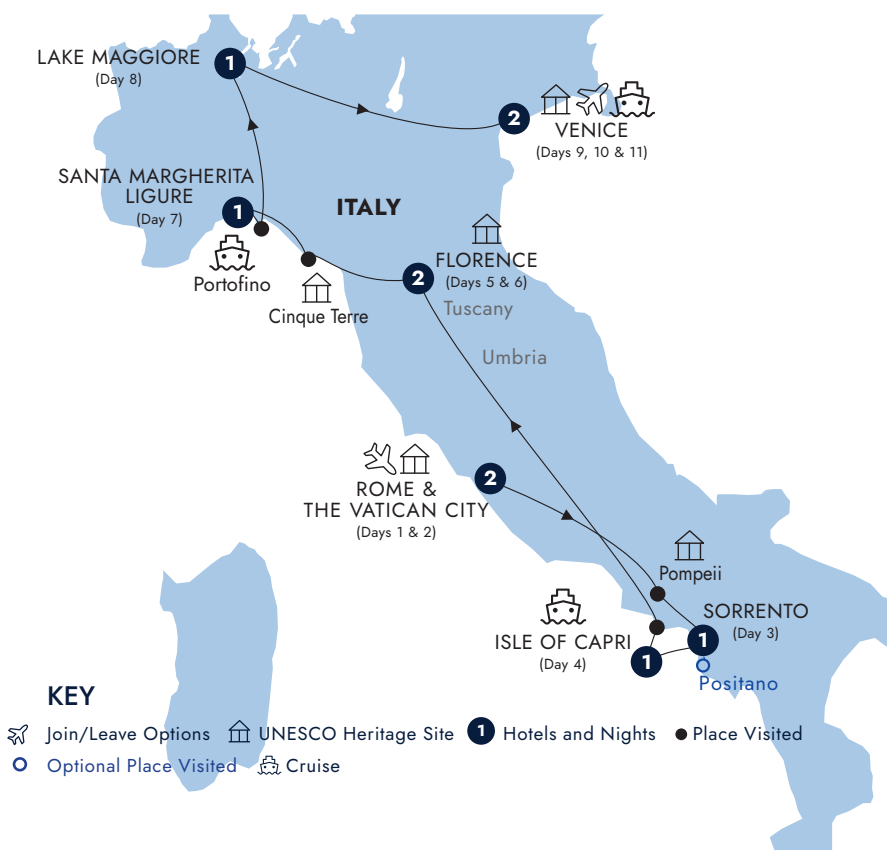 LAKE MAGGIORE
(Day 8)
1
2
VENICE
(Days 9, 10 & 11)
SANTA MARGHERITA
LIGURE
(Day 7)
1
ITALY
Portofino
Cinque Terre
2
FLORENCE
(Days 5 & 6)
Tuscany
Umbria
2
ROME &
THE VATICAN CITY
(Days 1 & 2)
Pompeii
SORRENTO
(Day 3)
1
ISLE OF CAPRI
(Day 4)
1
Positano
KEY
Join/Leave Options UNESCO Heritage Site 1 Hotels and Nights Place Visited
Optional Place Visited Cruise